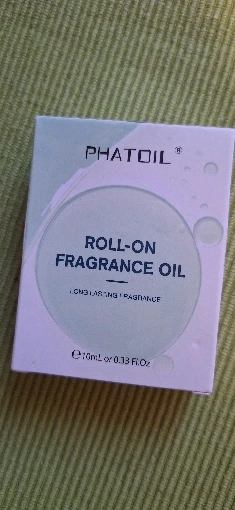 PHATOIL®
ROLL-ON
FRAGRANCE OIL
LONG LASTING FRAGRANCE
℮10mL or 0.33 Fl.Oz